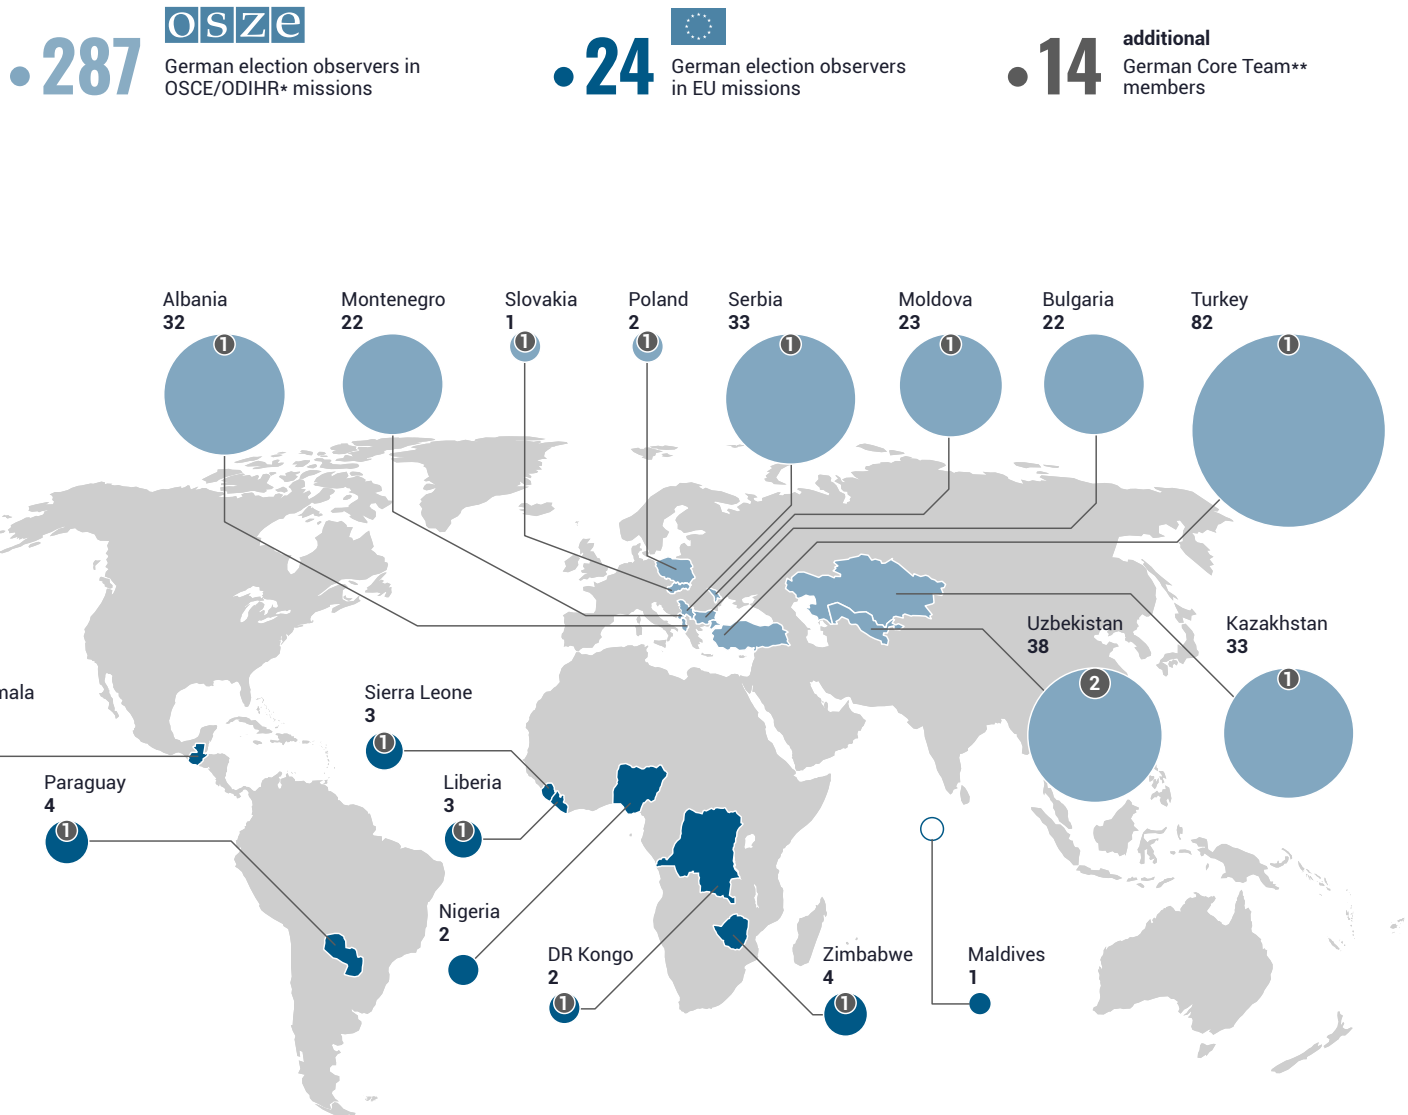 osze
287
German election observers in
OSCE/ODIHR* missions
24
German election observers
in EU missions
14
additional
German Core Team**
members
Albania
32
1
Montenegro
22
Slovakia
1
1
Poland
2
1
Serbia
33
1
Moldova
23
1
Bulgaria
22
Turkey
82
1
Uzbekistan
38
2
Kazakhstan
33
1
mala
Sierra Leone
3
1
Paraguay
4
1
Liberia
3
1
Nigeria
2
DR Kongo
2
1
Zimbabwe
4
1
Maldives
1